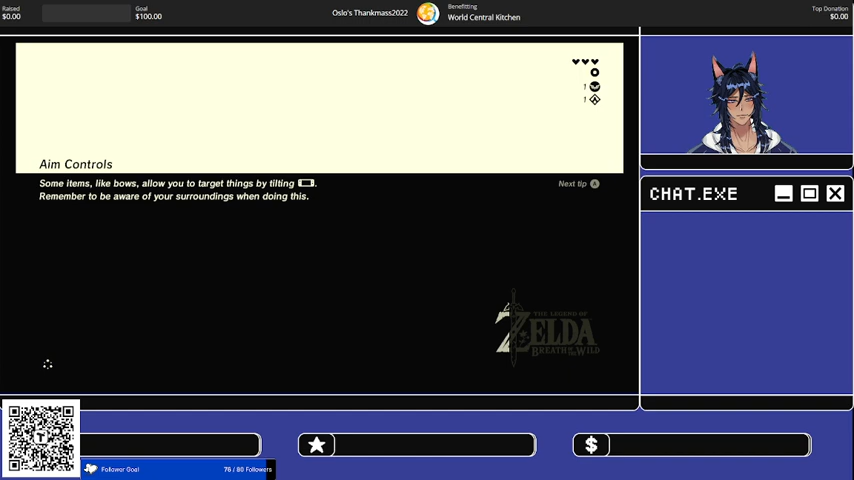 Raised
$0.00
Goal
$100.00
Oslo's Thankmass2022
Benefitting
World Central Kitchen
Top Donation
$0.00
1
1
Aim Controls
Some items, like bows, allow you to target things by tilting .
Remember to be aware of your surroundings when doing this.
Next tip A
CHAT.EXE
THE LEGEND OF
ZELDA
BREATH OF THE WILD
$
T
Follower Goal
76 / 80 Followers